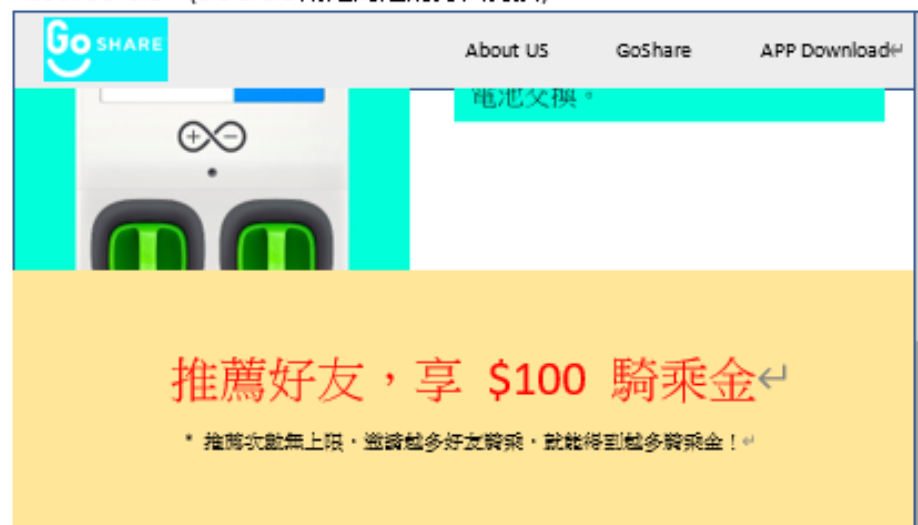 GO SHARE
About US GoShare APP Download
電池交換。
推薦好友，享 $100 騎乘金
* 推薦次數無上限，邀請越多好友騎乘，就能得到越多騎乘金！